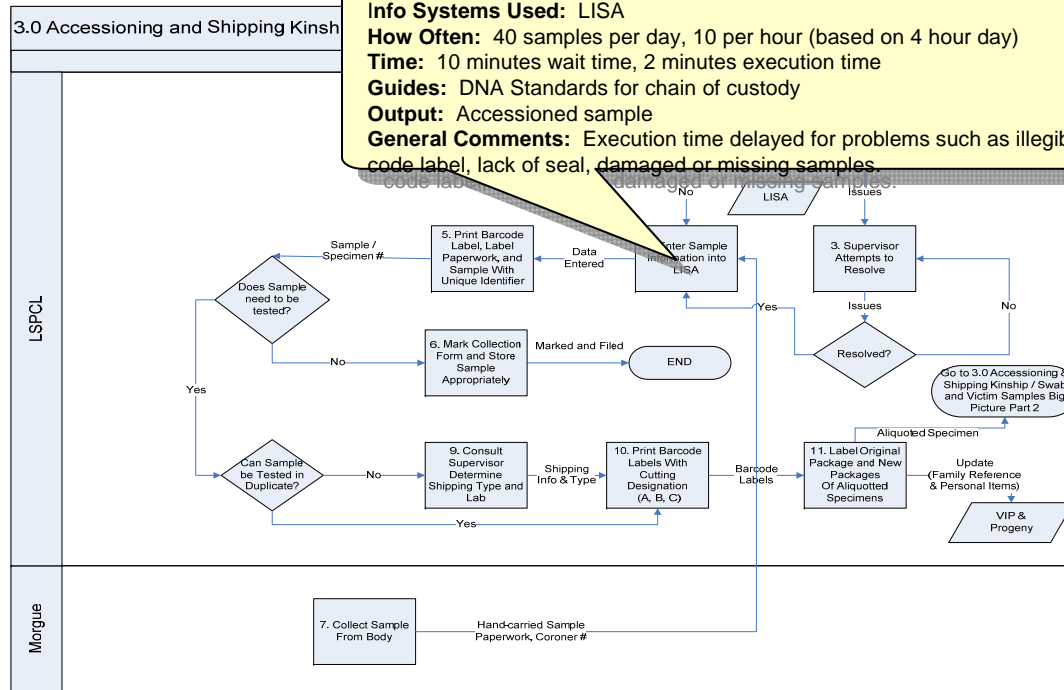 3.0 Accessioning and Shipping Kinsh
Info Systems Used: LISA
How Often: 40 samples per day, 10 per hour (based on 4 hour day)
Time: 10 minutes wait time, 2 minutes execution time
Guides: DNA Standards for chain of custody
Output: Accessioned sample
General Comments: Execution time delayed for problems such as illegib
code label, lack of seal, damaged or missing samples.
LSPCL
No
LISA
Issues
5. Print Barcode
Label, Label
Paperwork, and
Sample With
Unique Identifier
Data
Entered
Enter Sample
Information into
LISA
3. Supervisor
Attempts to
Resolve
Sample /
Specimen #
Does Sample
need to be
tested?
Yes
Issues
No
Resolved?
No
6. Mark Collection
Form and Store
Sample
Appropriately
Marked and Filed
END
Yes
Go to 3.0 Accessioning &
Shipping Kinship / Swab
and Victim Samples Big
Picture Part 2
Aliquoted Specimen
Can Sample
be Tested in
Duplicate?
No
9. Consult
Supervisor
Determine
Shipping Type and
Lab
Shipping
Info & Type
10. Print Barcode
Labels With
Cutting
Designation
(A, B, C)
Barcode
Labels
11. Label Original
Package and New
Packages
Of Aliquotted
Specimens
Update
(Family Reference
& Personal Items)
VIP &
Progeny
Yes
Morgue
7. Collect Sample
From Body
Hand-carried Sample
Paperwork, Coroner #